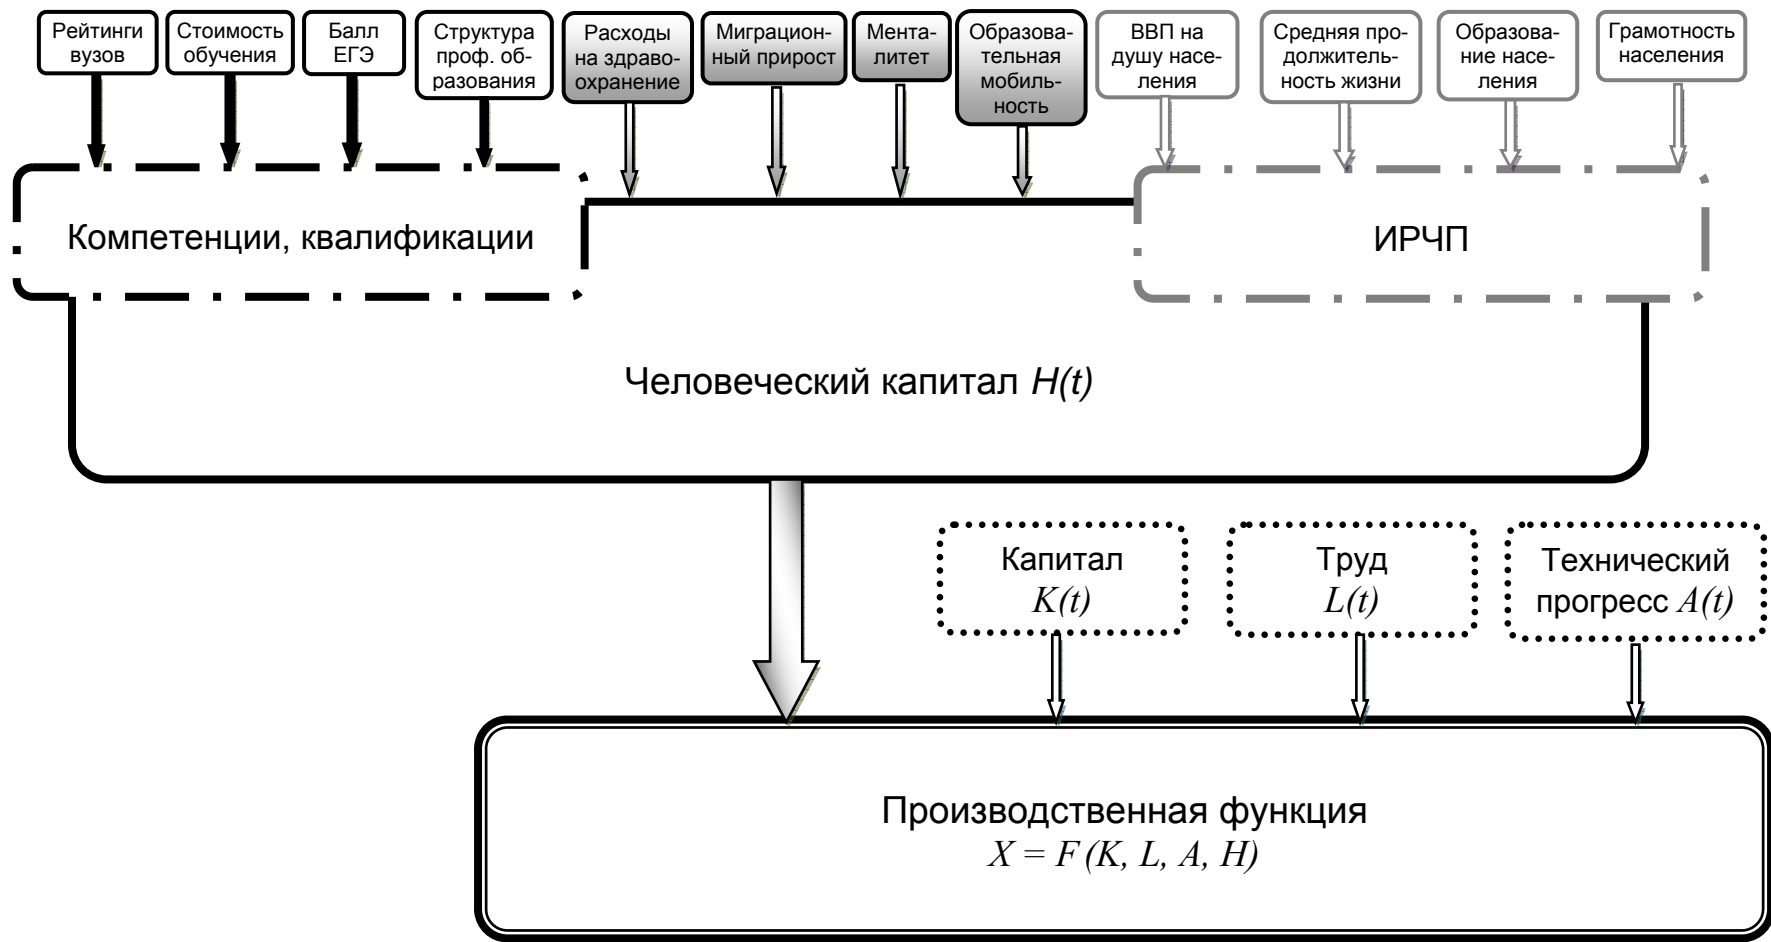 Рейтинги
вузов
Стоимость
обучения
Балл
ЕГЭ
Структура
проф. об-
разования
Расходы
на здраво-
охранение
Миграцион-
ный прирост
Мента-
литет
Образова-
тельная
мобиль-
ность
ВВП на
душу насе-
ления
Средняя про-
должитель-
ность жизни
Образова-
ние насе-
ления
Грамотность
населения
Компетенции, квалификации
ИРЧП
Человеческий капитал H(t)
Капитал
K(t)
Труд
L(t)
Технический
прогресс A(t)
Производственная функция
X = F (K, L, A, H)